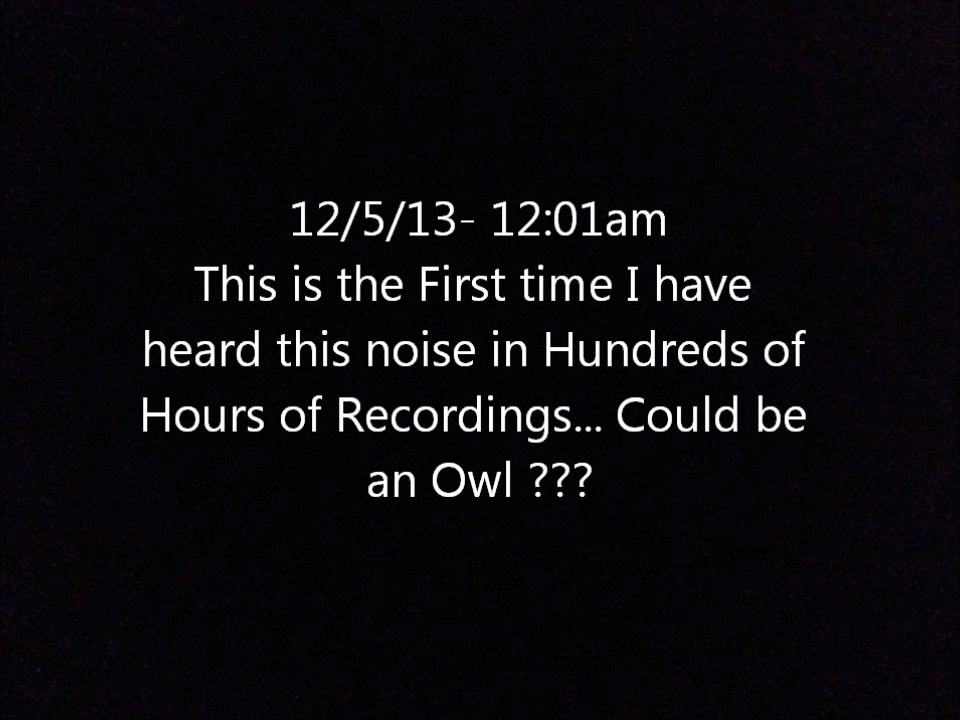 12/5/13- 12:01am
This is the First time I have
heard this noise in Hundreds of
Hours of Recordings... Could be
an Owl ???